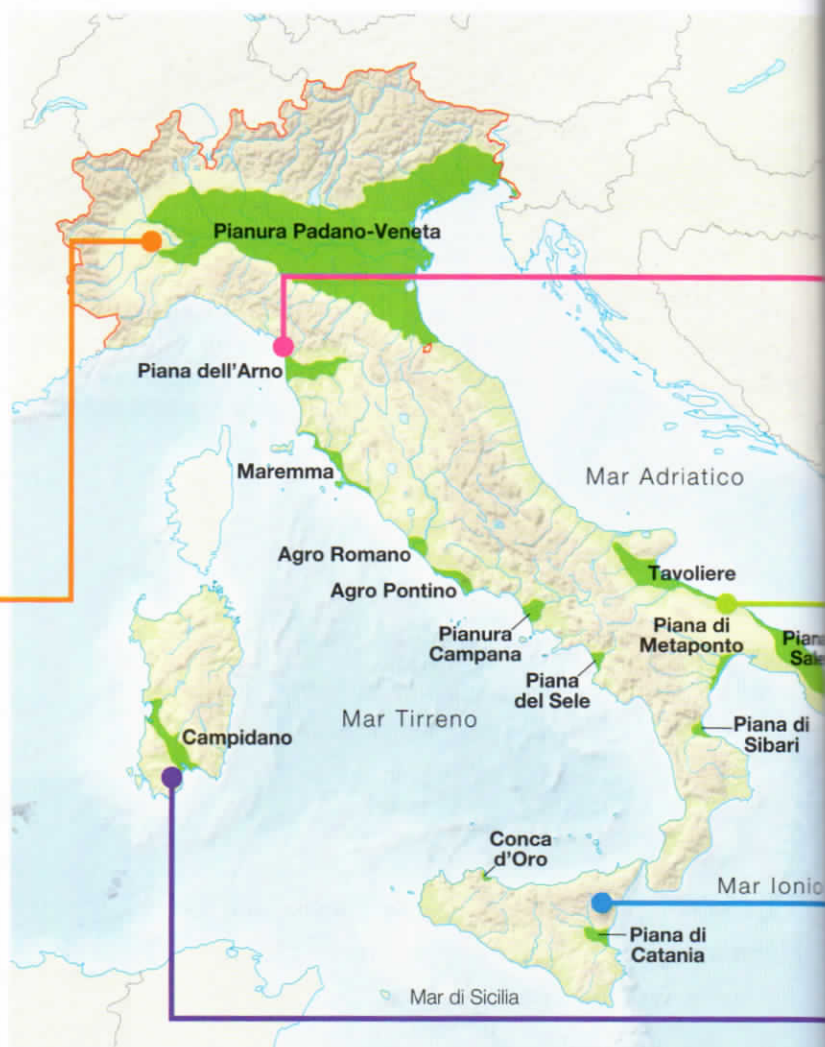 Pianura Padano-Veneta
Piana dell'Arno
Maremma
Mar Adriatico
Agro Romano
Agro Pontino
Tavoliere
Pianura
Campana
Piana di
Metaponto
Piana
del Sele
Mar Tirreno
Campidano
Piana di
Sibari
Conca
d'Oro
Mar Ionio
Piana di
Catania
Mar di Sicilia